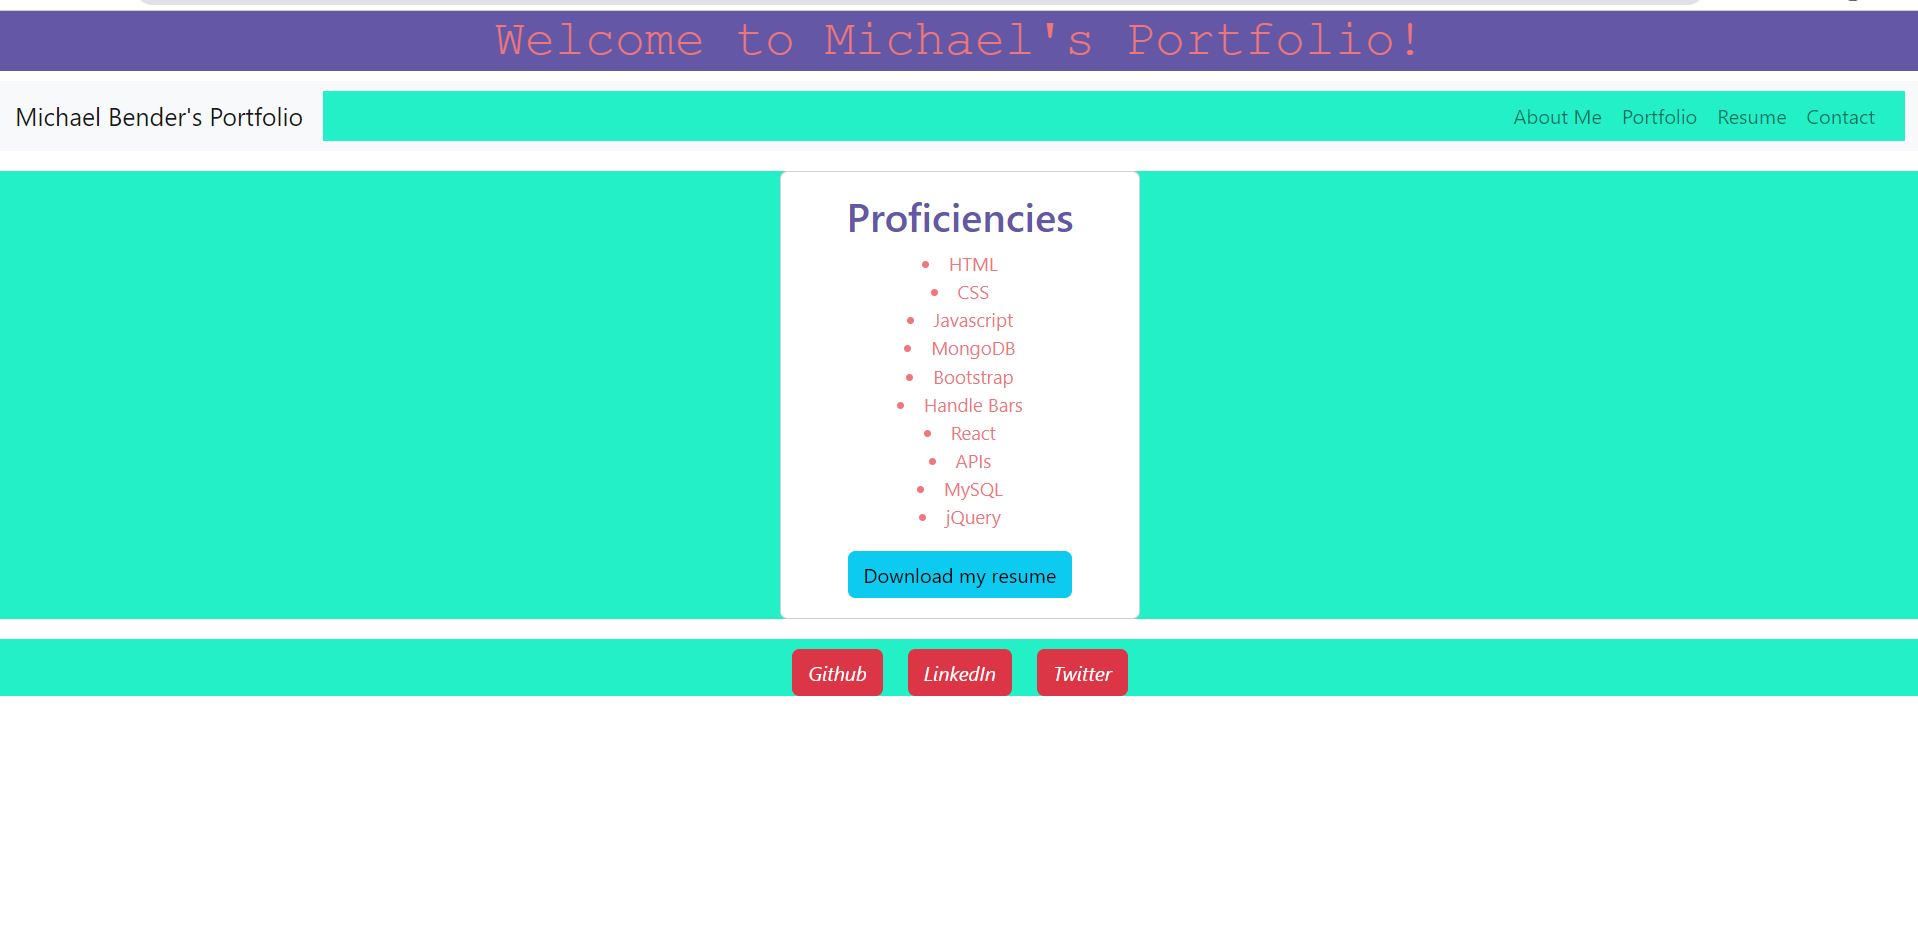 Welcome to Michael's Portfolio!
Michael Bender's Portfolio About Me Portfolio Resume Contact
Proficiencies
• HTML
• CSS
• Javascript
• MongoDB
• Bootstrap
• Handle Bars
• React
• APIs
• MySQL
• jQuery
Download my resume
Github LinkedIn Twitter